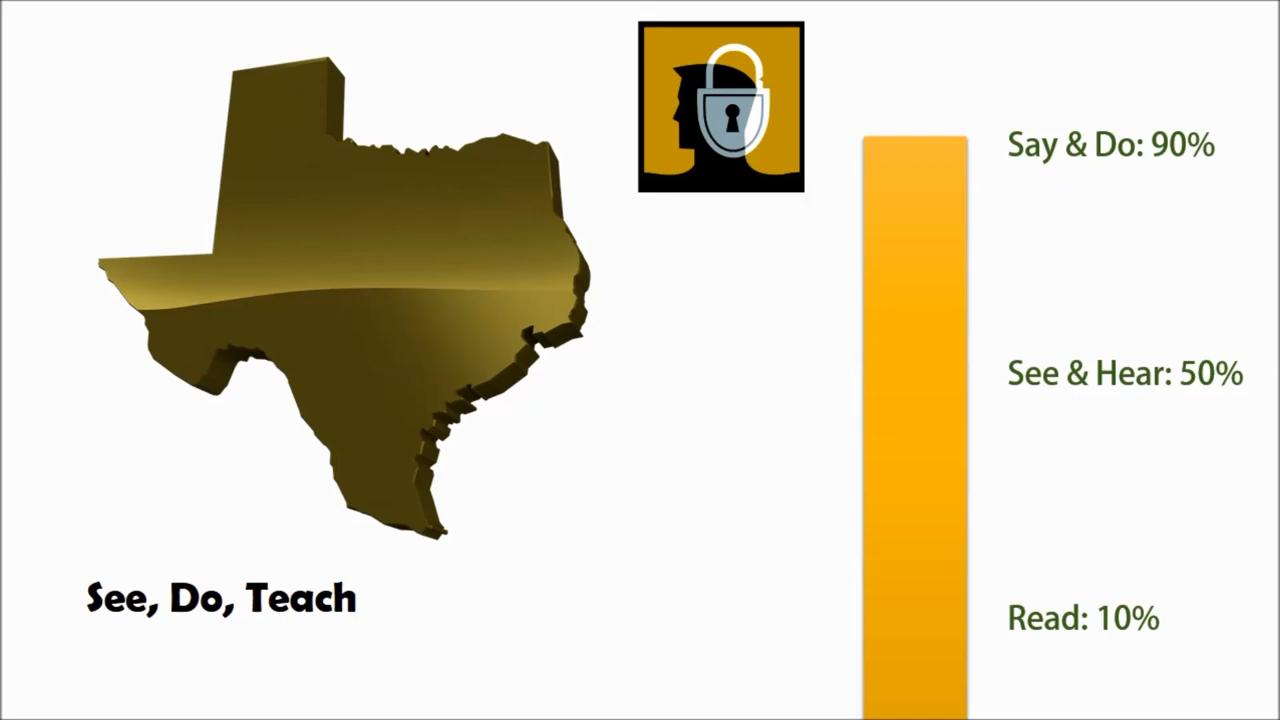 Say & Do: 90%
See & Hear: 50%
See, Do, Teach
Read: 10%